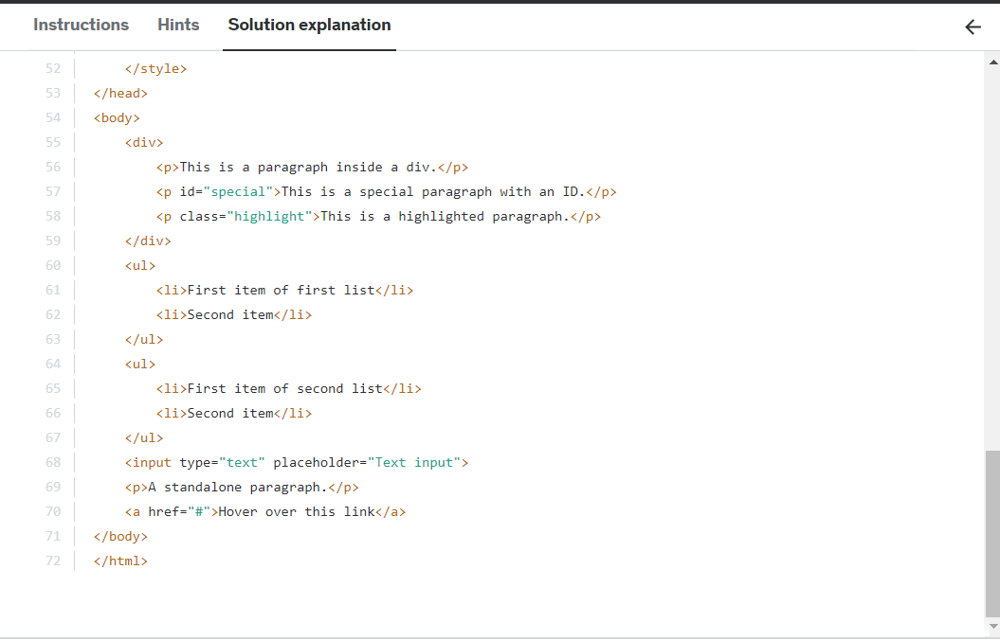 Instructions Hints Solution explanation
52 </style>
53 </head>
54 <body>
55 <div>
56 <p>This is a paragraph inside a div.</p>
57 <p id="special">This is a special paragraph with an ID.</p>
58 <p class="highlight">This is a highlighted paragraph.</p>
59 </div>
60 <ul>
61 <li>First item of first list</li>
62 <li>Second item</li>
63 </ul>
64 <ul>
65 <li>First item of second list</li>
66 <li>Second item</li>
67 </ul>
68 <input type="text" placeholder="Text input">
69 <p>A standalone paragraph.</p>
70 <a href="#">Hover over this link</a>
71 </body>
72 </html>